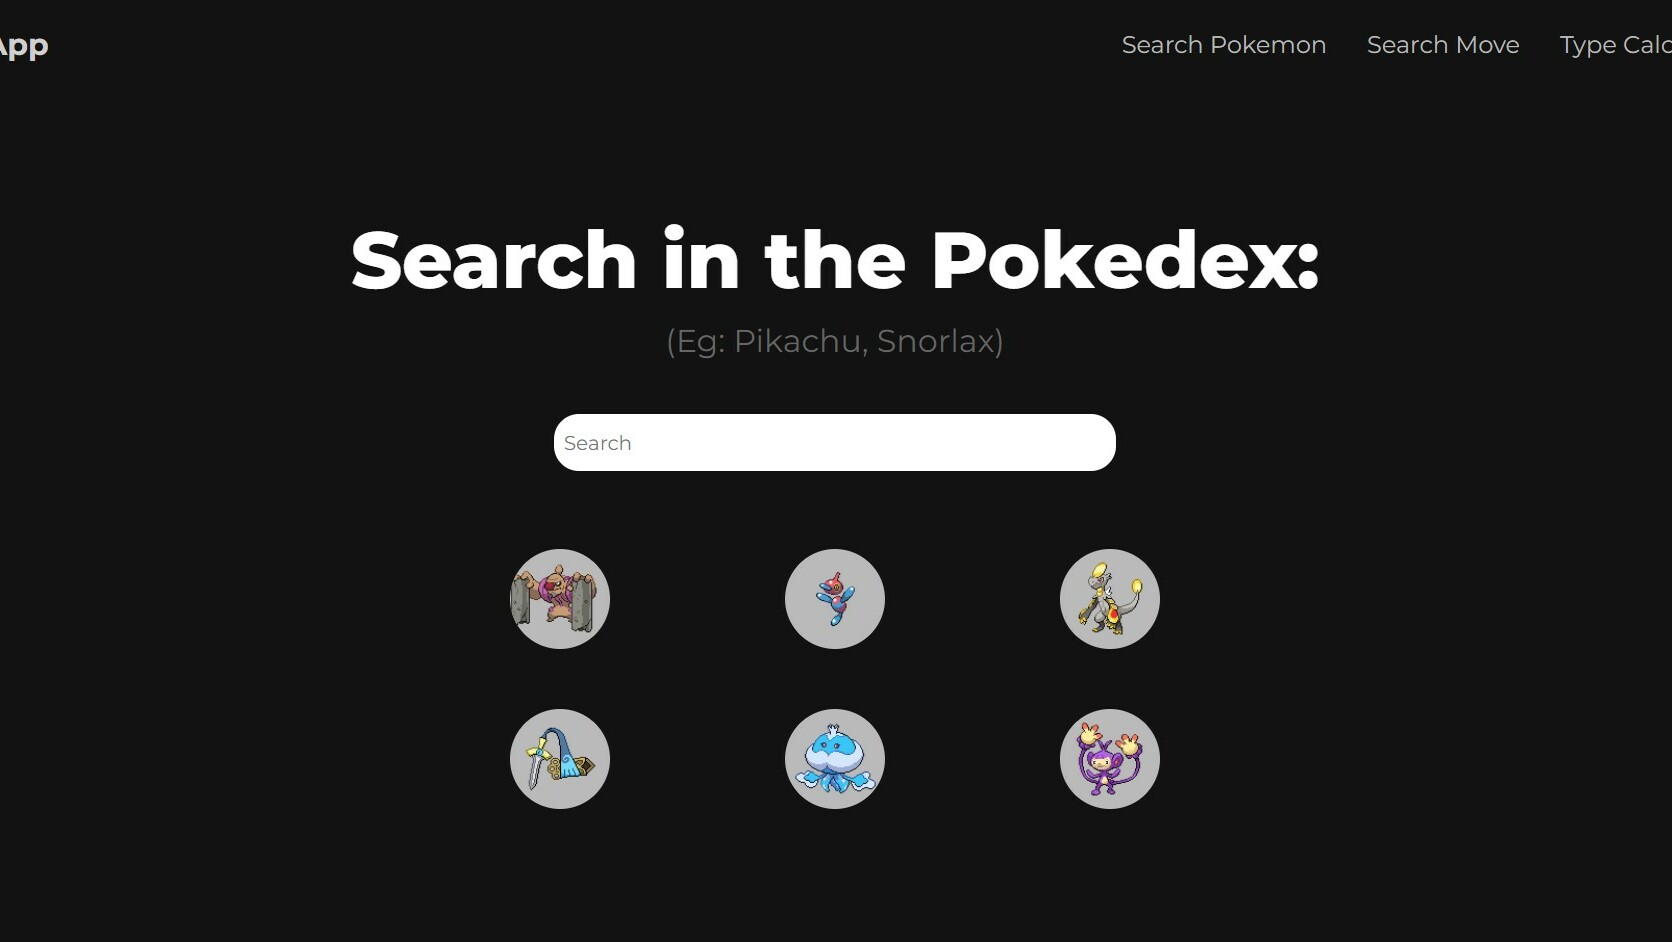 App
Search Pokemon
Search Move
Type Calc
Search in the Pokedex:
(Eg: Pikachu, Snorlax)
Search